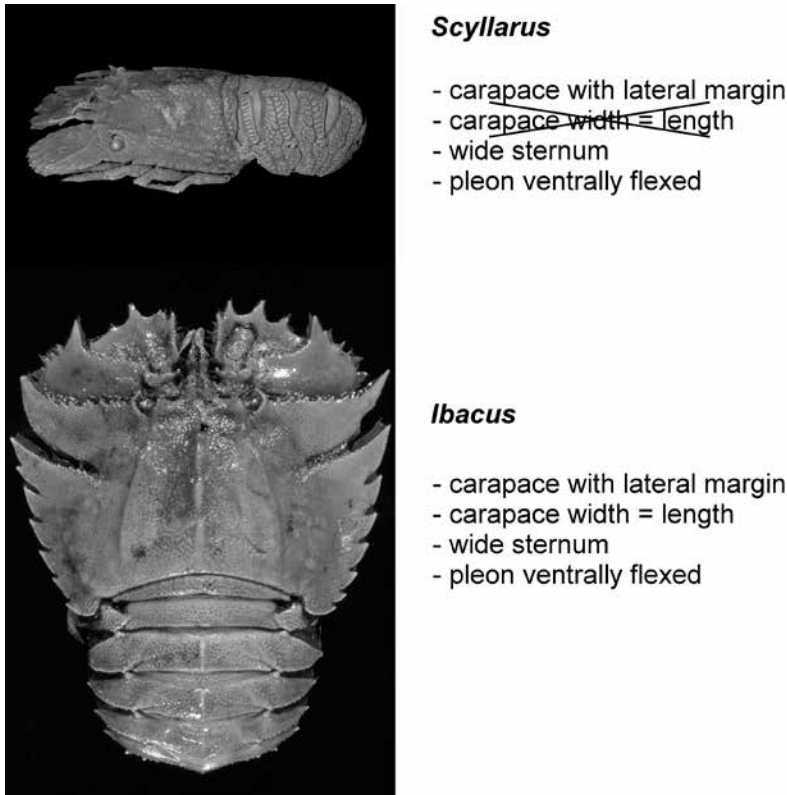 Scyllarus
- carapace with lateral margin
- carapace width = length
- wide sternum
- pleon ventrally flexed
Ibacus
- carapace with lateral margin
- carapace width = length
- wide sternum
- pleon ventrally flexed